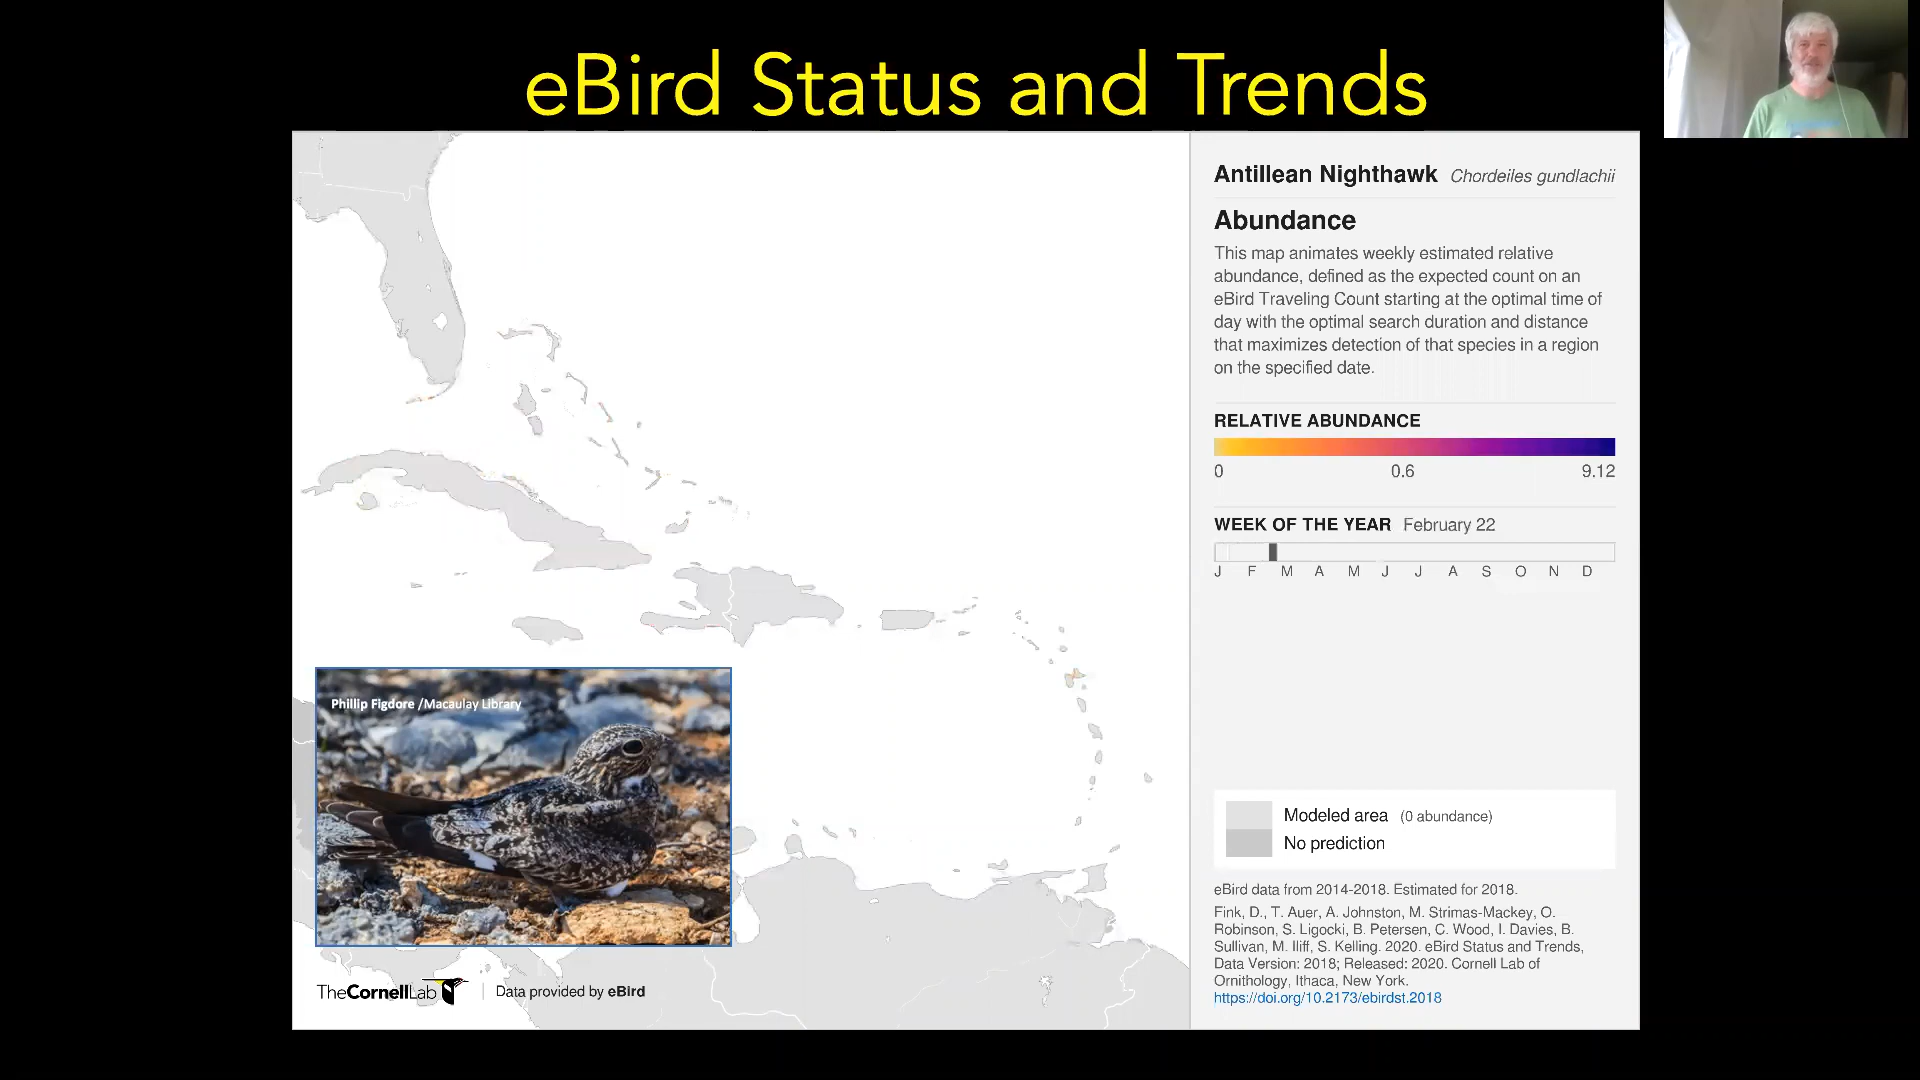 eBird Status and Trends
Antillean Nighthawk Chordeiles gundlachii
Abundance
This map animates weekly estimated relative
abundance, defined as the expected count on an
eBird Traveling Count starting at the optimal time of
day with the optimal search duration and distance
that maximizes detection of that species in a region
on the specified date.
RELATIVE ABUNDANCE
0 0.6 9.12
WEEK OF THE YEAR February 22
J F M A M J J A S O N D
Phillip Figdore /Macaulay Library
Modeled area (0 abundance)
No prediction
eBird data from 2014-2018. Estimated for 2018.
Fink, D., T. Auer, A. Johnston, M. Strimas-Mackey, O.
Robinson, S. Ligocki, B. Petersen, C. Wood, I. Davies, B.
Sullivan, M. Iliff, S. Kelling. 2020. eBird Status and Trends,
Data Version: 2018; Released: 2020. Cornell Lab of
Ornithology, Ithaca, New York.
https://doi.org/10.2173/ebirdst.2018
TheCornellLab Data provided by eBird